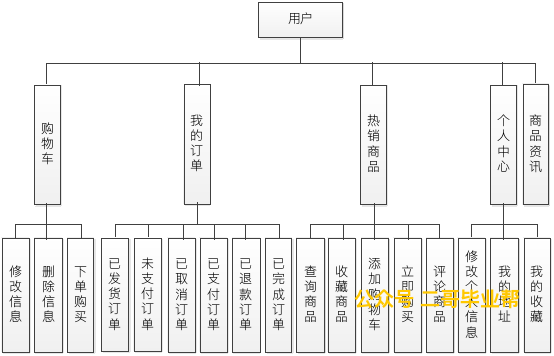 用户
购物车
我的订单
热销商品
个人中心
商品资讯
修改信息
删除信息
下单购买
已发货订单
未支付订单
已取消订单
已支付订单
已退款订单
已完成订单
查询商品
收藏商品
添加购物车
立即购买
评论商品
修改个人信息
我的地址
我的收藏
公众号 二哥毕业帮